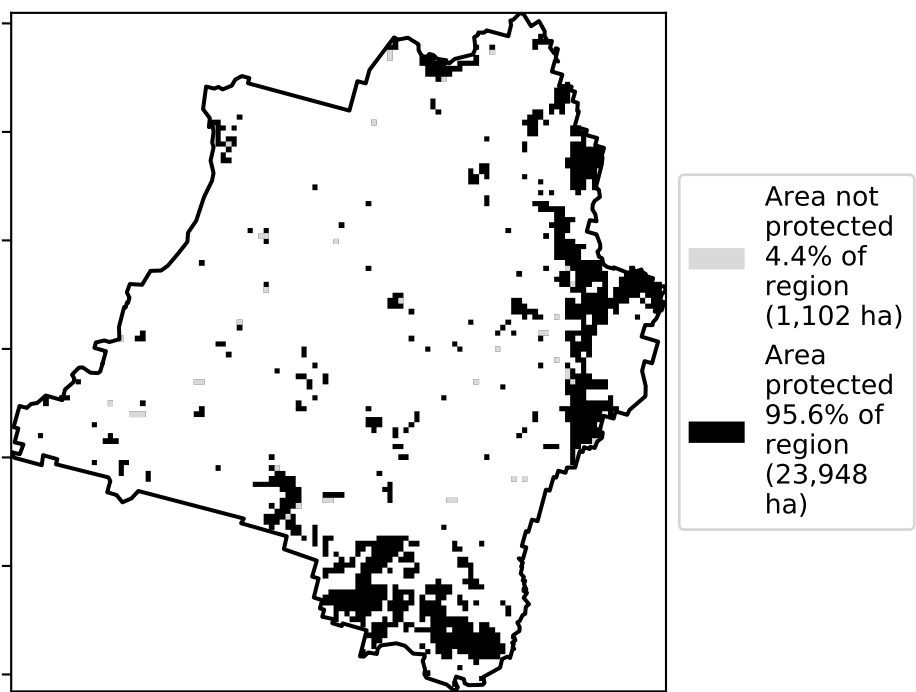 Area not
protected
4.4% of
region
(1,102 ha)
Area
protected
95.6% of
region
(23,948
ha)